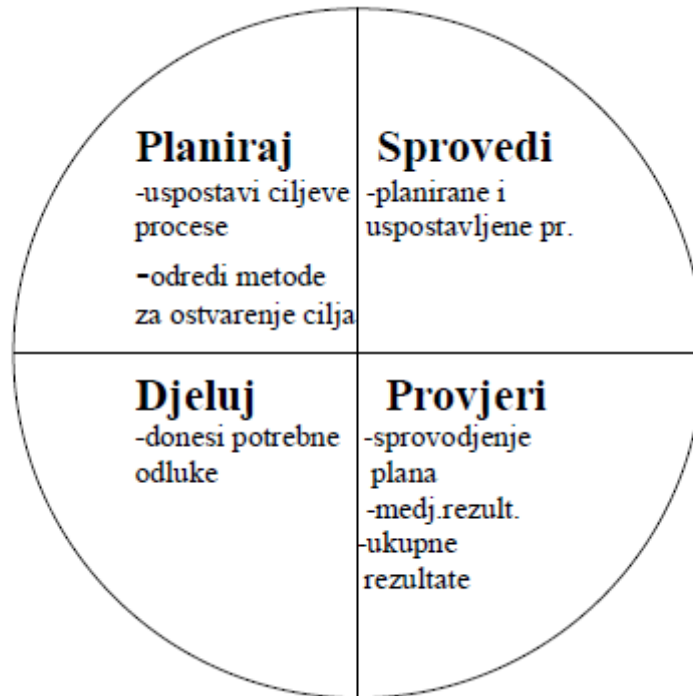 Planiraj
-uspostavi ciljeve
procese
-odredi metode
za ostvarenje cilja
Sprovedi
-planirane i
uspostavljene pr.
Djeluj
-donesi potrebne
odluke
Provjeri
-sprovodjenje
plana
-medj.rezult.
-ukupne
rezultate